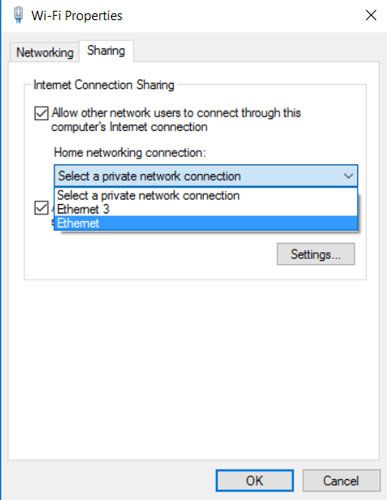 Wi-Fi Properties
Networking
Sharing
Internet Connection Sharing
Allow other network users to connect through this
computer's Internet connection
Home networking connection:
Select a private network connection
Select a private network connection
Ethernet 3
Ethernet
Settings...
OK
Cancel